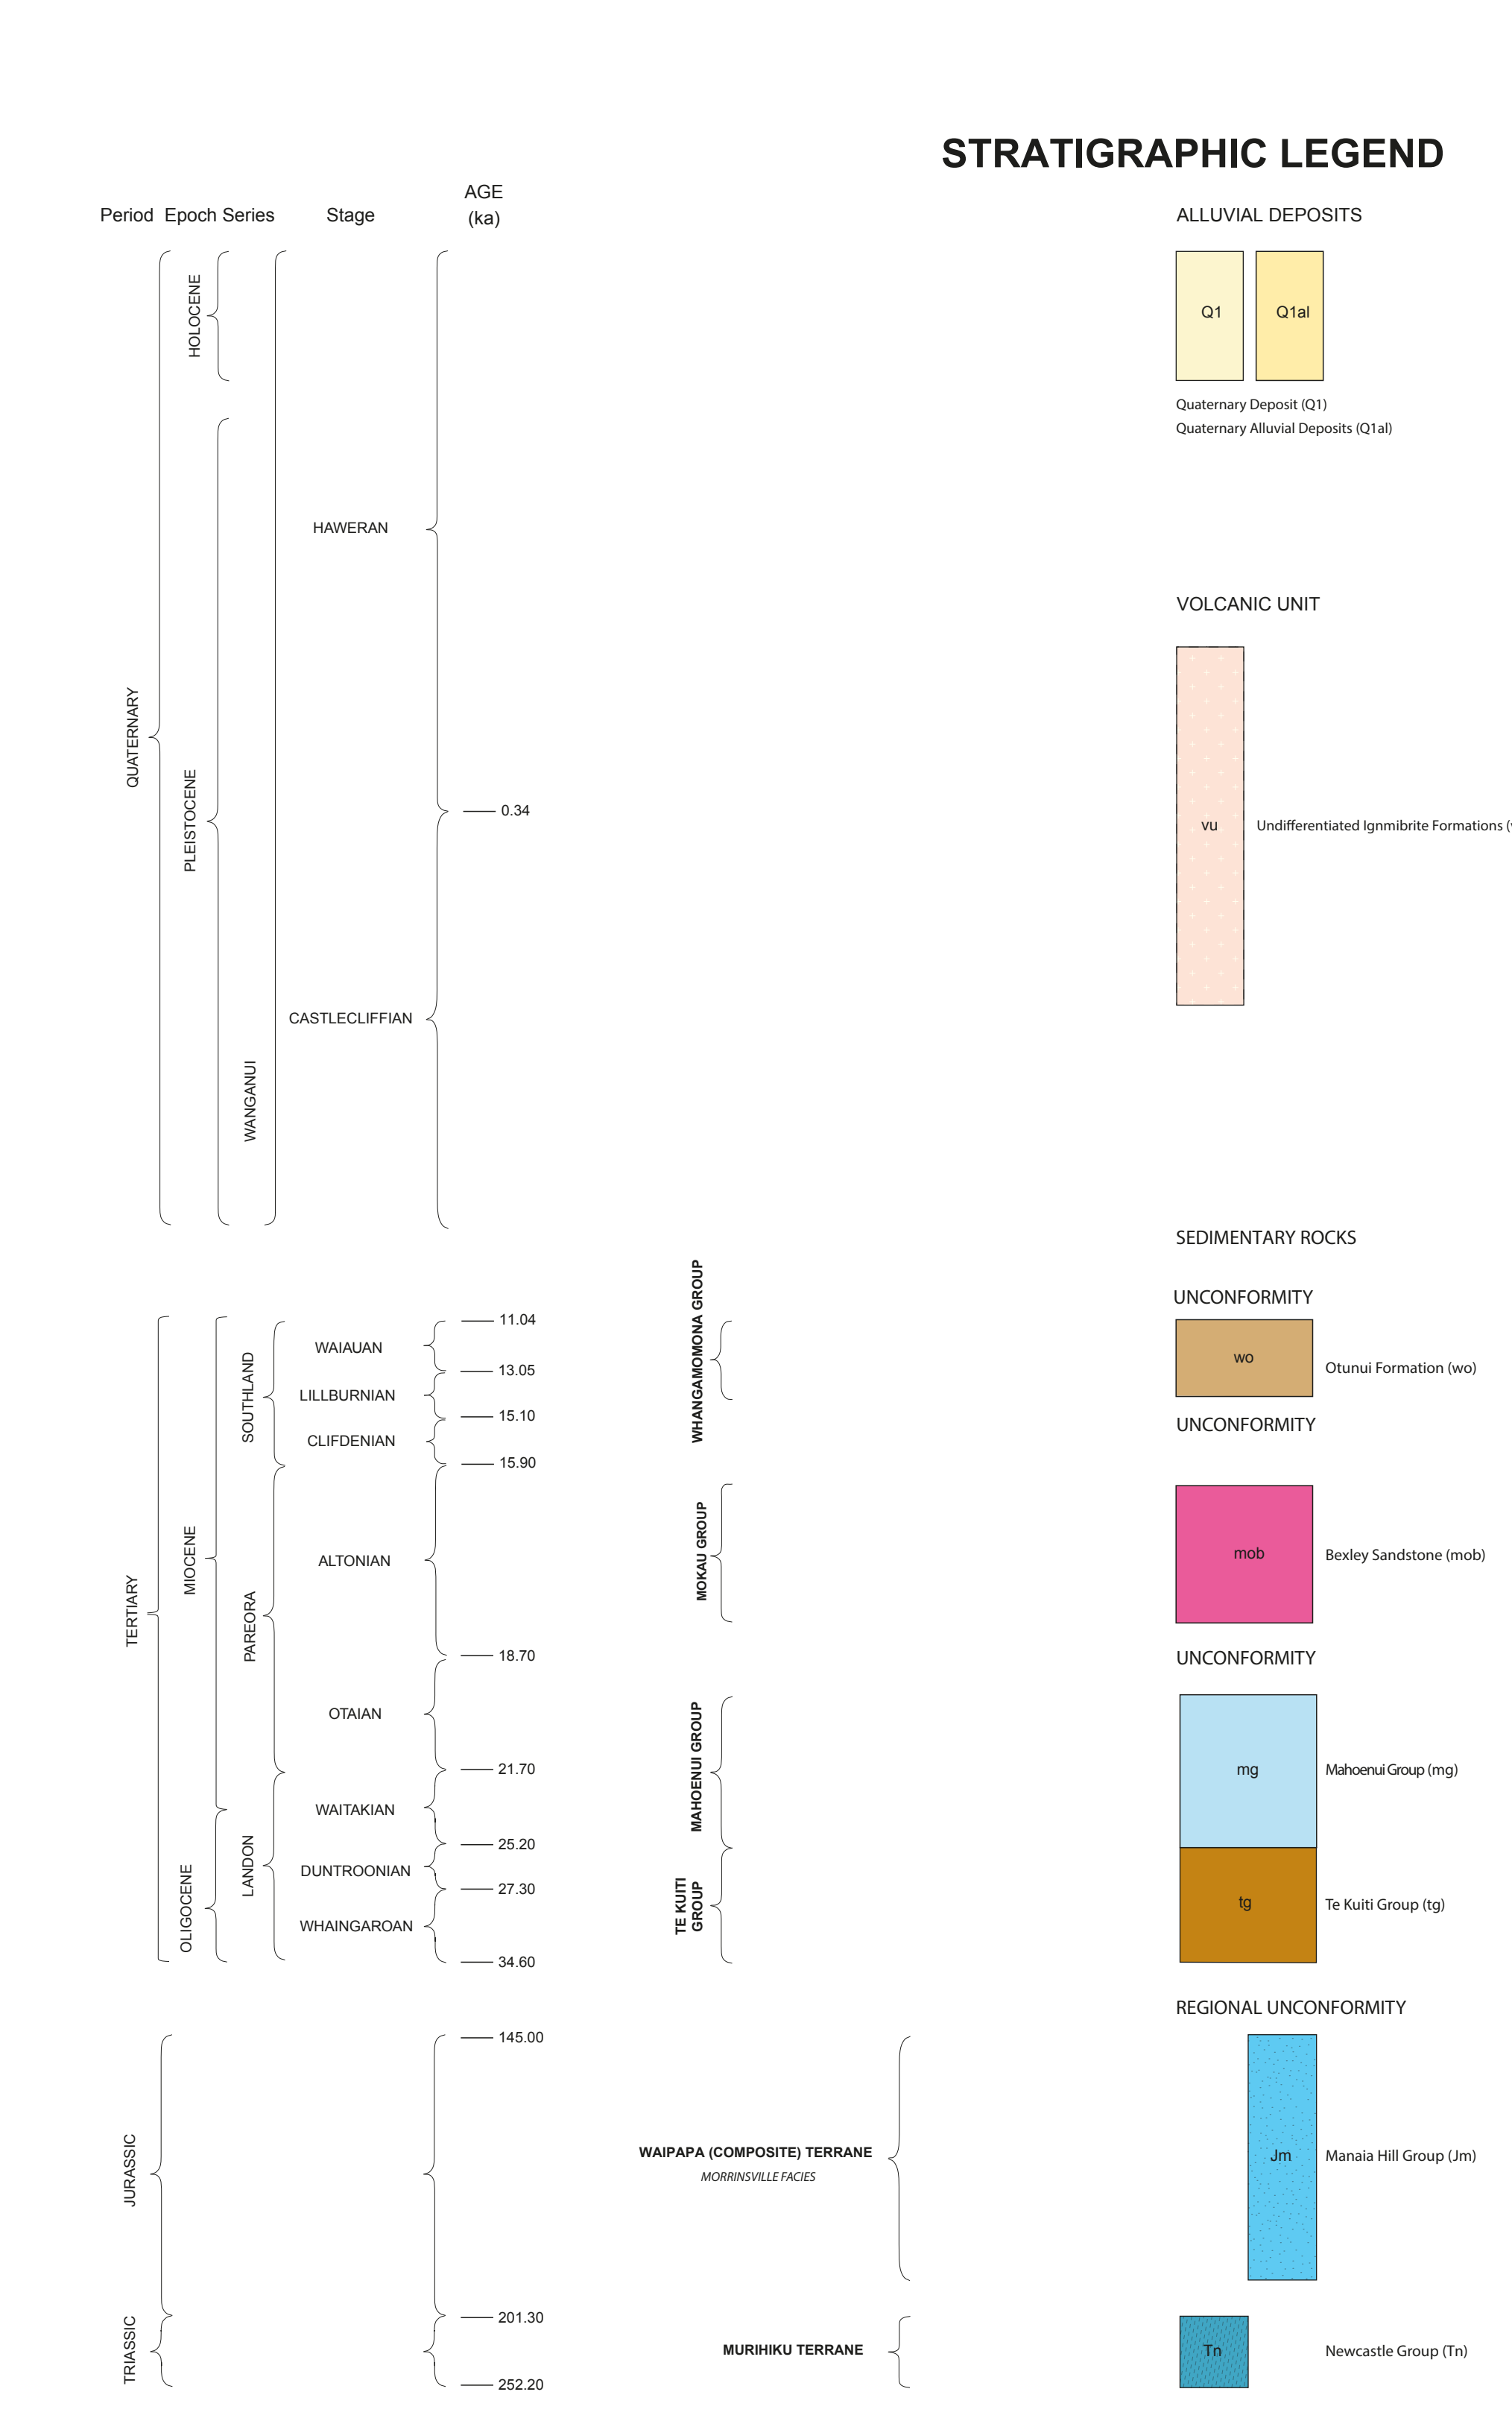 STRATIGRAPHIC LEGEND
Period Epoch Series Stage AGE
(ka)
ALLUVIAL DEPOSITS
HOLOCENE
Q1 Q1al
Quaternary Deposit (Q1)
Quaternary Alluvial Deposits (Q1al)
HAWERAN
VOLCANIC UNIT
QUATERNARY
PLEISTOCENE
0.34
vu Undifferentiated Ignmibrite Formations (
CASTLECLIFFIAN
WANGANUI
SEDIMENTARY ROCKS
UNCONFORMITY
11.04
WAIAUAN
WHANGAMOMONA GROUP
wo Otunui Formation (wo)
13.05
SOUTHLAND
LILLBURNIAN
15.10
UNCONFORMITY
CLIFDENIAN
15.90
MIOCENE
ALTONIAN
MOKAU GROUP
mob Bexley Sandstone (mob)
TERTIARY
PAREORA
18.70
UNCONFORMITY
OTAIAN
21.70
MAHOENUI GROUP
mg Mahoenui Group (mg)
WAITAKIAN
25.20
LANDON
DUNTROONIAN
27.30
OLIGOCENE
TE KUITI
GROUP
tg Te Kuiti Group (tg)
WHAINGAROAN
34.60
REGIONAL UNCONFORMITY
145.00
JURASSIC
WAIPAPA (COMPOSITE) TERRANE
MORRINSVILLE FACIES
Jm Manaia Hill Group (Jm)
201.30
TRIASSIC
MURIHIKU TERRANE
Tn Newcastle Group (Tn)
252.20